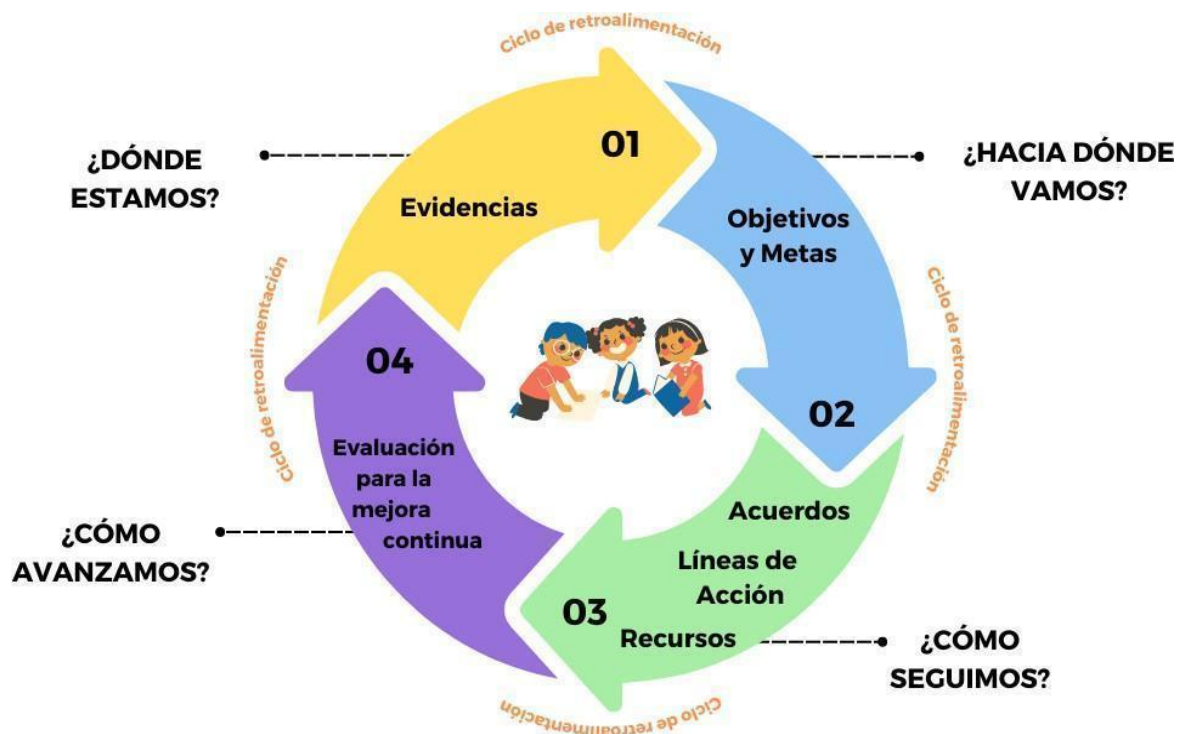 Ciclo de retroalimentación
¿DÓNDE
ESTAMOS?
01
Evidencias
¿HACIA DÓNDE
VAMOS?
Objetivos
y Metas
02
Ciclo de retroalimentación
Acuerdos
Líneas de
Acción
Recursos
03
¿CÓMO
SEGUIMOS?
Ciclo de retroalimentación
04
Evaluación
para la
mejora
continua
¿CÓMO
AVANZAMOS?
Ciclo de retroalimentación